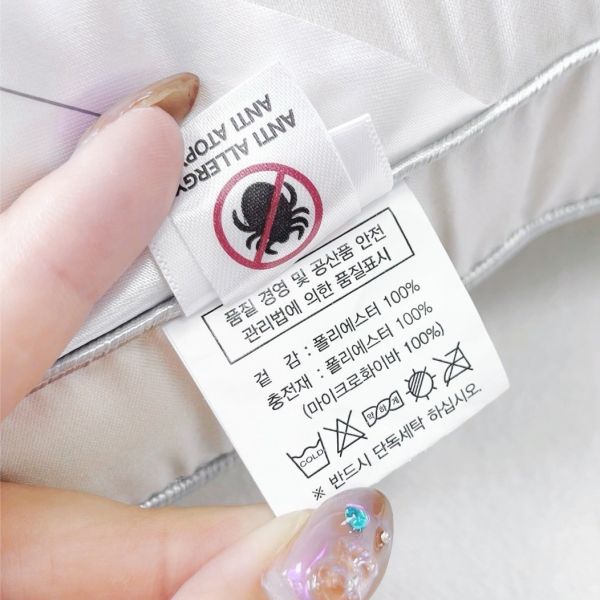 ANTI ALLERGY
ANTI ATOPY
품질 경영 및 공산품 안전
관리법에 의한 품질표시
겉 감 : 폴리에스터 100%
충전재 : 폴리에스터 100%
(마이크로화이바 100%)
COLD 약하게
※ 반드시 단독세탁 하십시오.